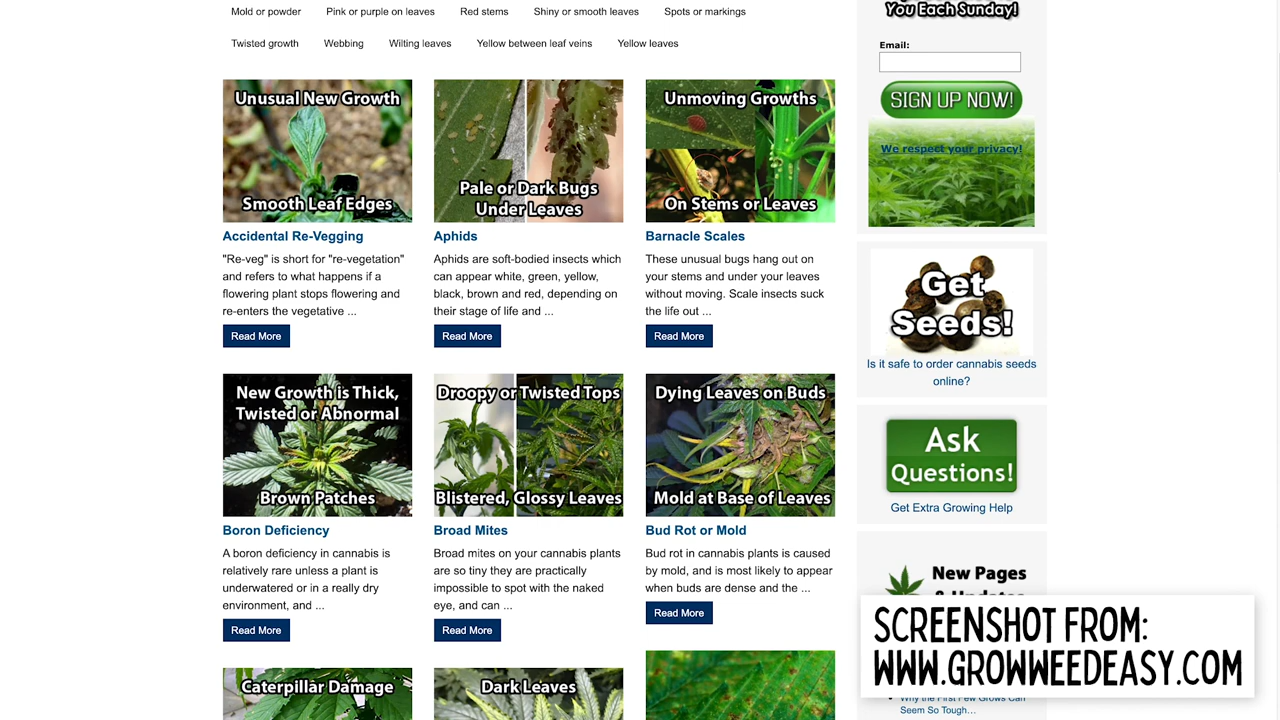 Mold or powder
Pink or purple on leaves
Red stems
Shiny or smooth leaves
Spots or markings
Twisted growth
Webbing
Wilting leaves
Yellow between leaf veins
Yellow leaves
Unusual New Growth
Smooth Leaf Edges
Accidental Re-Vegging
"Re-veg" is short for "re-vegetation"
and refers to what happens if a
flowering plant stops flowering and
re-enters the vegetative ...
Read More
Pale or Dark Bugs
Under Leaves
Aphids
Aphids are soft-bodied insects which
can appear white, green, yellow,
black, brown and red, depending on
their stage of life and ...
Read More
Unmoving Growths
On Stems or Leaves
Barnacle Scales
These unusual bugs hang out on
your stems and under your leaves
without moving. Scale insects suck
the life out ...
Read More
New Growth is Thick,
Twisted or Abnormal
Brown Patches
Boron Deficiency
A boron deficiency in cannabis is
relatively rare unless a plant is
underwatered or in a really dry
environment, and ...
Read More
Droopy or Twisted Tops
Blistered, Glossy Leaves
Broad Mites
Broad mites on your cannabis plants
are so tiny they are practically
impossible to spot with the naked
eye, and can ...
Read More
Dying Leaves on Buds
Mold at Base of Leaves
Bud Rot or Mold
Bud rot in cannabis plants is caused
by mold, and is most likely to appear
when buds are dense and the ...
Read More
Caterpillar Damage
Dark Leaves
You Each Sunday!
Email:
SIGN UP NOW!
We respect your privacy!
Get
Seeds!
Is it safe to order cannabis seeds
online?
Ask
Questions!
Get Extra Growing Help
New Pages
& Updates
SCREENSHOT FROM:
WWW.GROWWEEDEASY.COM
Why the First Few Grows Can
Seem So Tough...